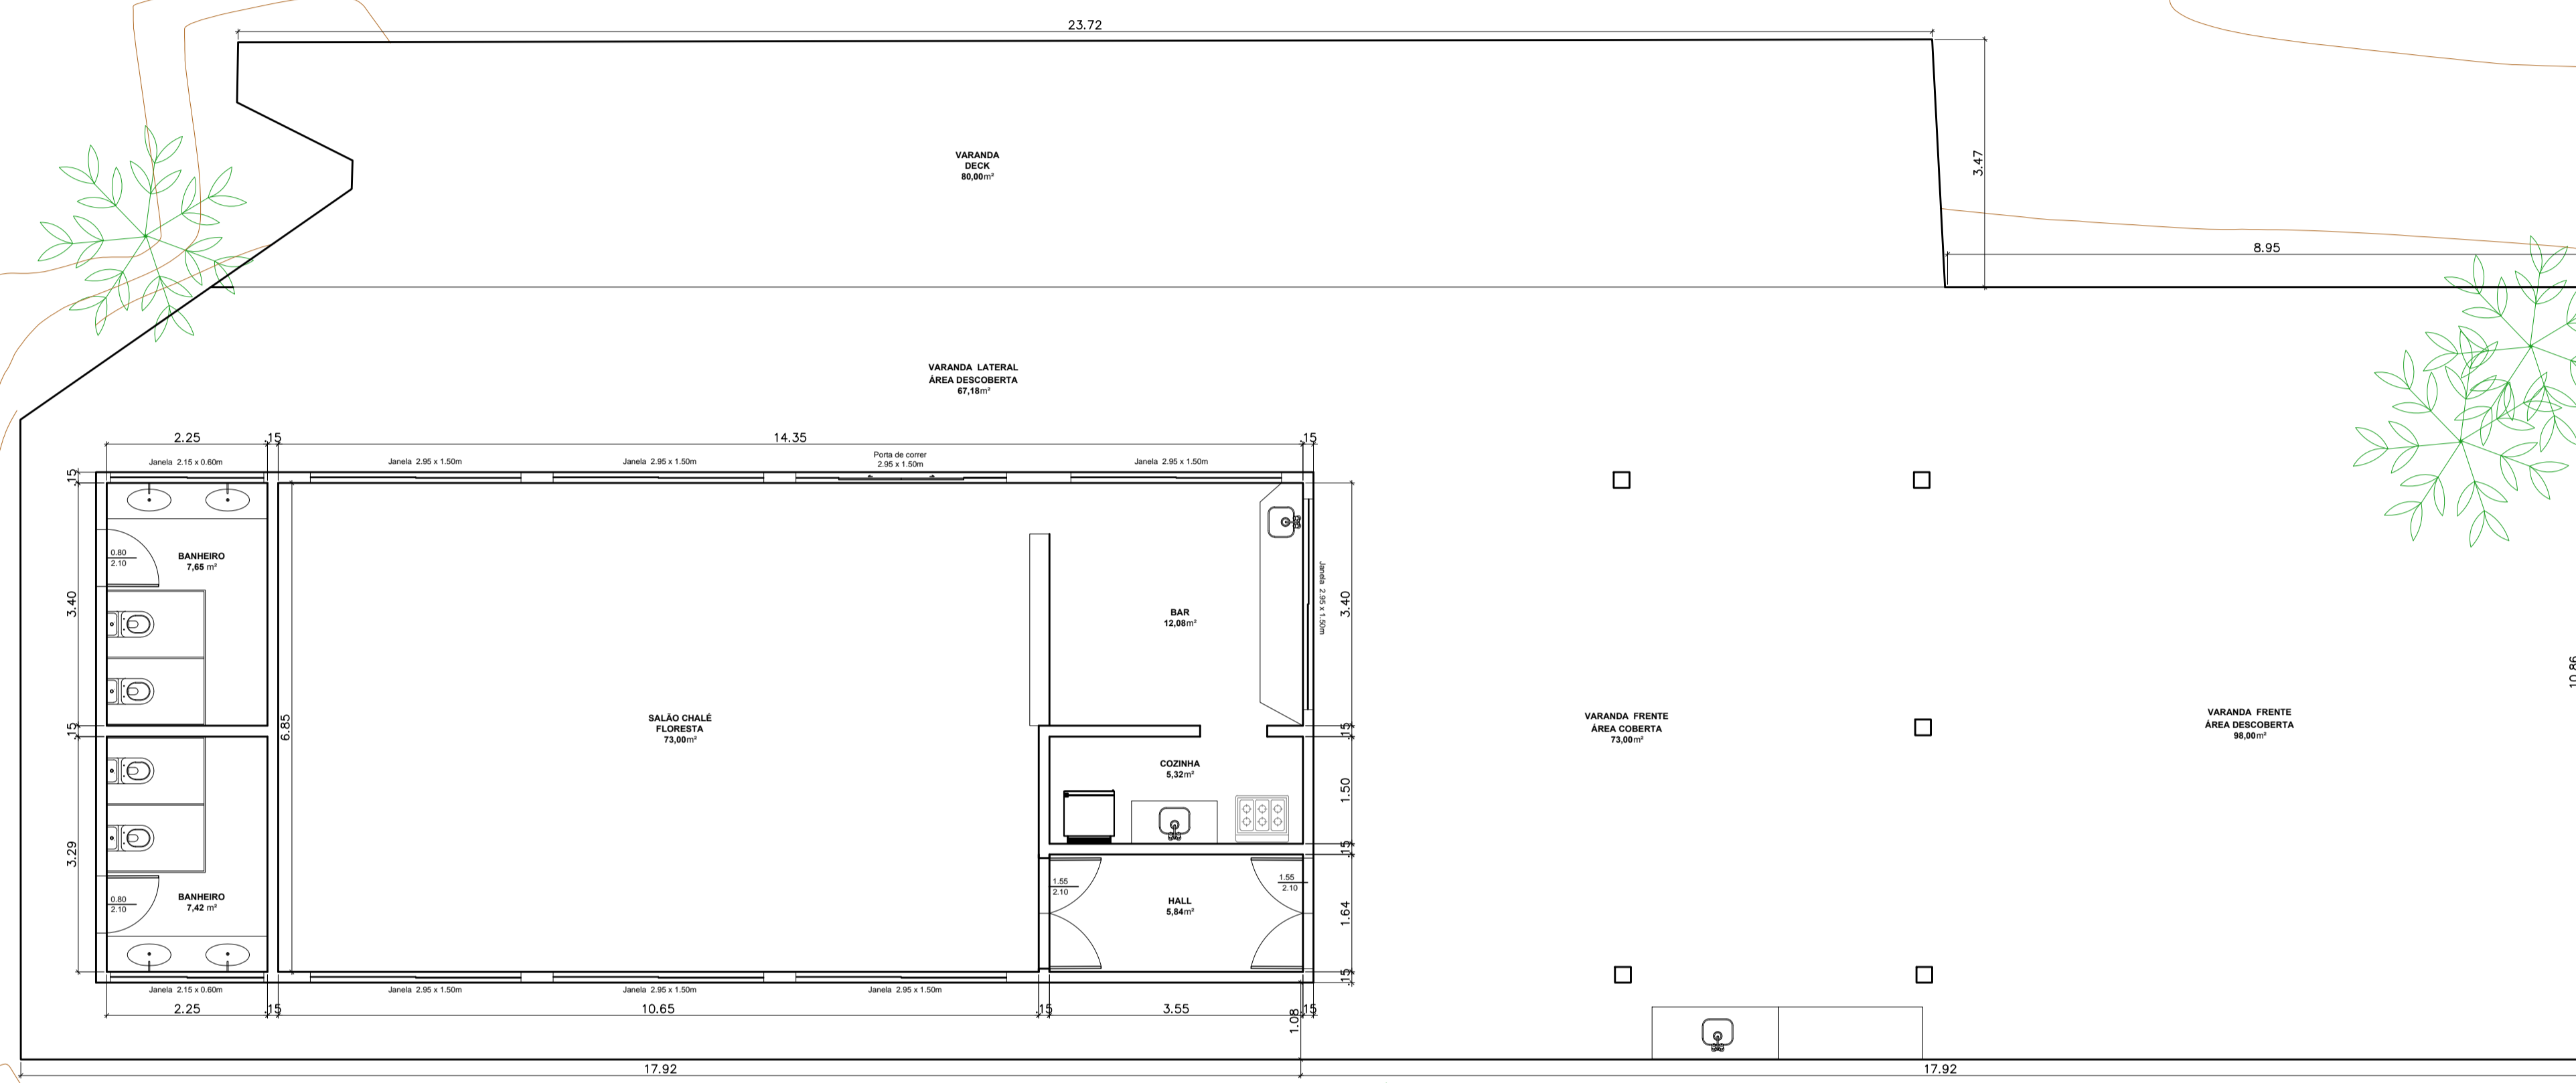 23.72
VARANDA
DECK
80,00m²
3.47
8.95
VARANDA LATERAL
ÁREA DESCOBERTA
67,18m²
2.25
.15
14.35
.15
Janela 2.15 x 0.60m
Janela 2.95 x 1.50m
Janela 2.95 x 1.50m
Porta de correr
2.95 x 1.50m
Janela 2.95 x 1.50m
.15
0.80
2.10
BANHEIRO
7,65 m²
3.40
BAR
12,08m²
Janela 2.95 x 1.50m
3.40
.15
6.85
SALÃO CHALÉ
FLORESTA
73,00m²
.15
VARANDA FRENTE
ÁREA COBERTA
73,00m²
VARANDA FRENTE
ÁREA DESCOBERTA
98,00m²
10.86
COZINHA
5,32m²
1.50
3.29
.15
0.80
2.10
BANHEIRO
7,42 m²
1.55
2.10
HALL
5,84m²
1.55
2.10
1.64
.15
Janela 2.15 x 0.60m
Janela 2.95 x 1.50m
Janela 2.95 x 1.50m
Janela 2.95 x 1.50m
2.25
.15
10.65
.15
3.55
1.08
.15
17.92
17.92